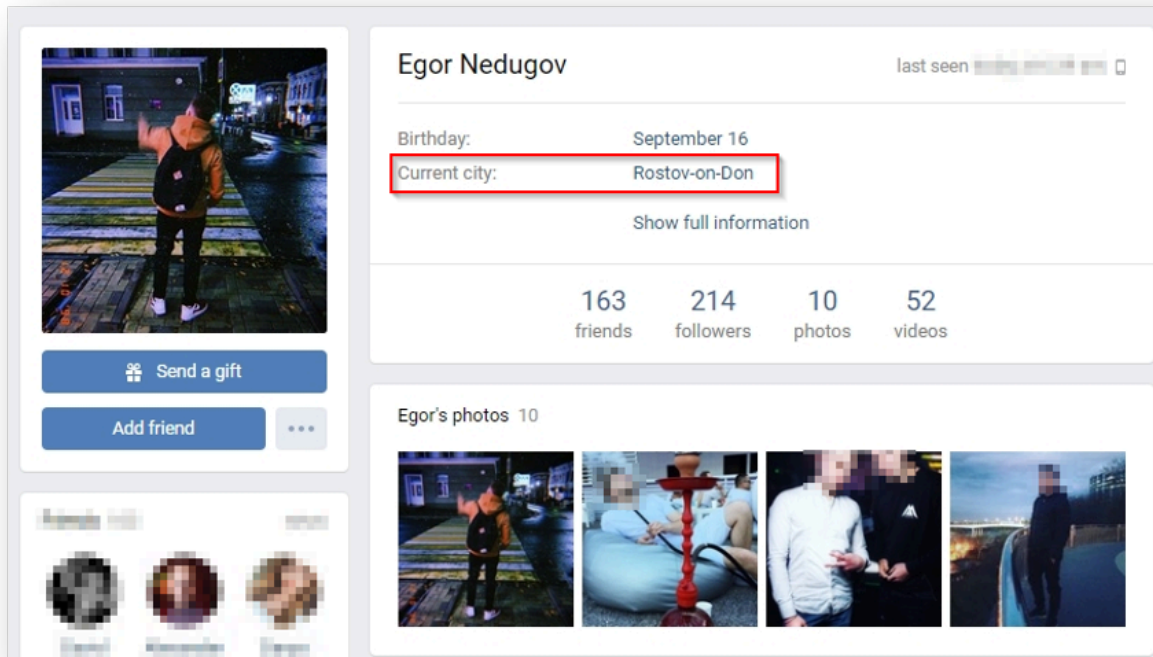 Egor Nedugov
last seen
Birthday: September 16
Current city: Rostov-on-Don
Show full information
163 214 10 52
friends followers photos videos
Send a gift
Add friend
Egor's photos 10